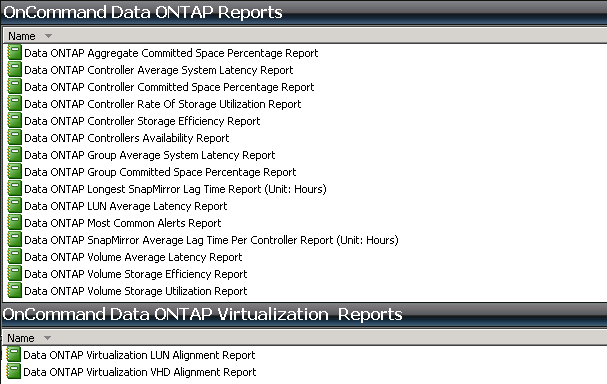 OnCommand Data ONTAP Reports
Name
Data ONTAP Aggregate Committed Space Percentage Report
Data ONTAP Controller Average System Latency Report
Data ONTAP Controller Committed Space Percentage Report
Data ONTAP Controller Rate Of Storage Utilization Report
Data ONTAP Controller Storage Efficiency Report
Data ONTAP Controllers Availability Report
Data ONTAP Group Average System Latency Report
Data ONTAP Group Committed Space Percentage Report
Data ONTAP Longest SnapMirror Lag Time Report (Unit: Hours)
Data ONTAP LUN Average Latency Report
Data ONTAP Most Common Alerts Report
Data ONTAP SnapMirror Average Lag Time Per Controller Report (Unit: Hours)
Data ONTAP Volume Average Latency Report
Data ONTAP Volume Storage Efficiency Report
Data ONTAP Volume Storage Utilization Report
OnCommand Data ONTAP Virtualization Reports
Name
Data ONTAP Virtualization LUN Alignment Report
Data ONTAP Virtualization VHD Alignment Report